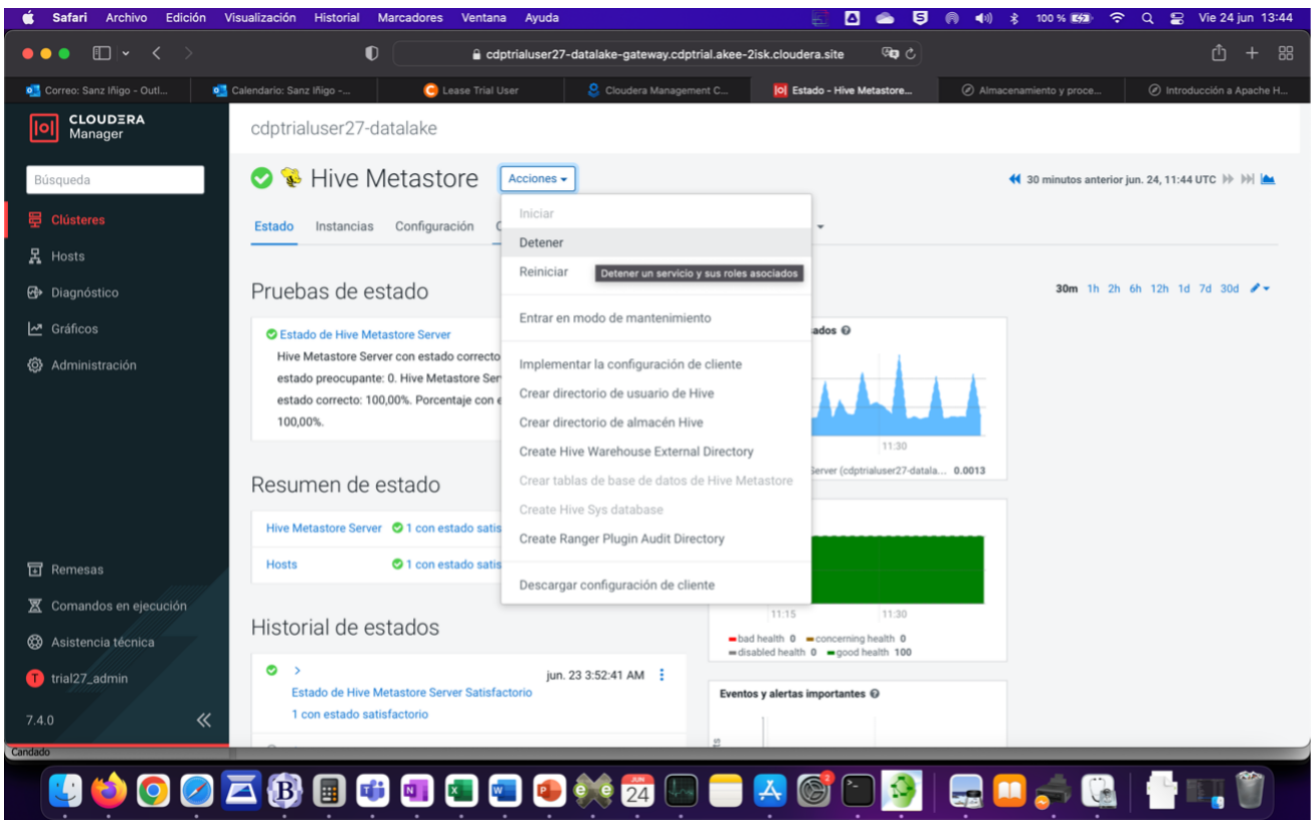 Safari Archivo Edición Visualización Historial Marcadores Ventana Ayuda
100 % Vie 24 jun 13:44
cdptrialuser27-datalake-gateway.cdptrial.akee-2isk.cloudera.site
Correo: Sanz Iñigo - Outl...
Calendario: Sanz Iñigo -...
Lease Trial User
Cloudera Management C...
Estado - Hive Metastore...
Almacenamiento y proce...
Introducción a Apache H...
CLOUDERA
Manager
Búsqueda
Clústeres
Hosts
Diagnóstico
Gráficos
Administración
Remesas
Comandos en ejecución
Asistencia técnica
T trial27_admin
7.4.0
cdptrialuser27-datalake
Hive Metastore
Acciones
30 minutos anterior jun. 24, 11:44 UTC
Estado Instancias Configuración C
Iniciar
Detener
Reiniciar
Detener un servicio y sus roles asociados
Entrar en modo de mantenimiento
Implementar la configuración de cliente
Crear directorio de usuario de Hive
Crear directorio de almacén Hive
Create Hive Warehouse External Directory
Crear tablas de base de datos de Hive Metastore
Create Hive Sys database
Create Ranger Plugin Audit Directory
Descargar configuración de cliente
Pruebas de estado
30m 1h 2h 6h 12h 1d 7d 30d
Estado de Hive Metastore Server
Hive Metastore Server con estado correcto
estado preocupante: 0. Hive Metastore Ser
estado correcto: 100,00%. Porcentaje con e
100,00%.
Resumen de estado
Hive Metastore Server 1 con estado satis
Hosts 1 con estado satis
Historial de estados
jun. 23 3:52:41 AM
Estado de Hive Metastore Server Satisfactorio
1 con estado satisfactorio
ados
11:30
Server (cdptrialuser27-datala... 0.0013
11:15 11:30
bad health 0 concerning health 0
disabled health 0 good health 100
Eventos y alertas importantes
ts
Candado
JUN
24